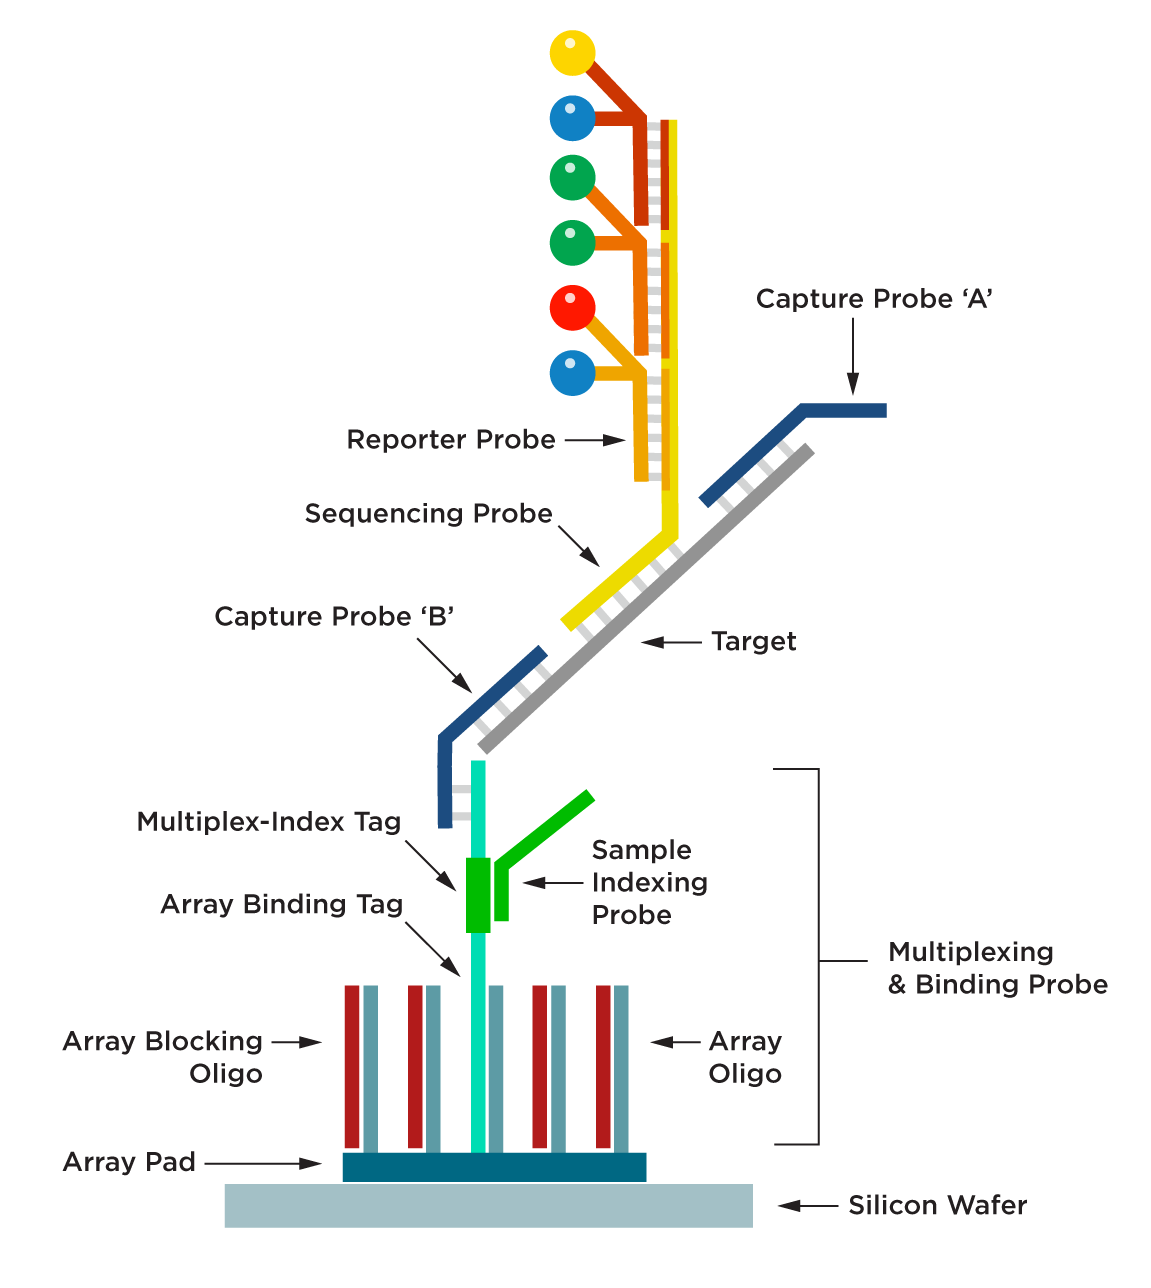 Capture Probe ‘A’
Reporter Probe
Sequencing Probe
Capture Probe ‘B’
Target
Multiplex-Index Tag
Sample
Indexing
Probe
Array Binding Tag
Multiplexing
& Binding Probe
Array Blocking
Oligo
Array
Oligo
Array Pad
Silicon Wafer